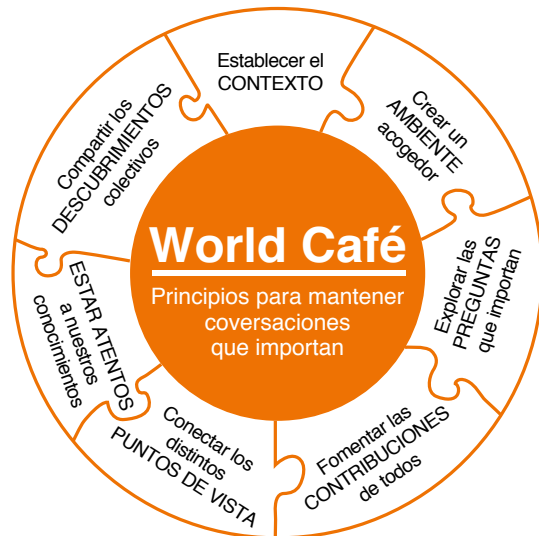 World Café
Principios para mantener
coversaciones
que importan
Establecer el
CONTEXTO
Crear un
AMBIENTE
acogedor
Explorar las
PREGUNTAS
que importan
Fomentar las
CONTRIBUCIONES
de todos
Conectar los
distintos
PUNTOS DE VISTA
ESTAR ATENTOS
a nuestros
conocimientos
Compartir los
DESCUBRIMIENTOS
colectivos